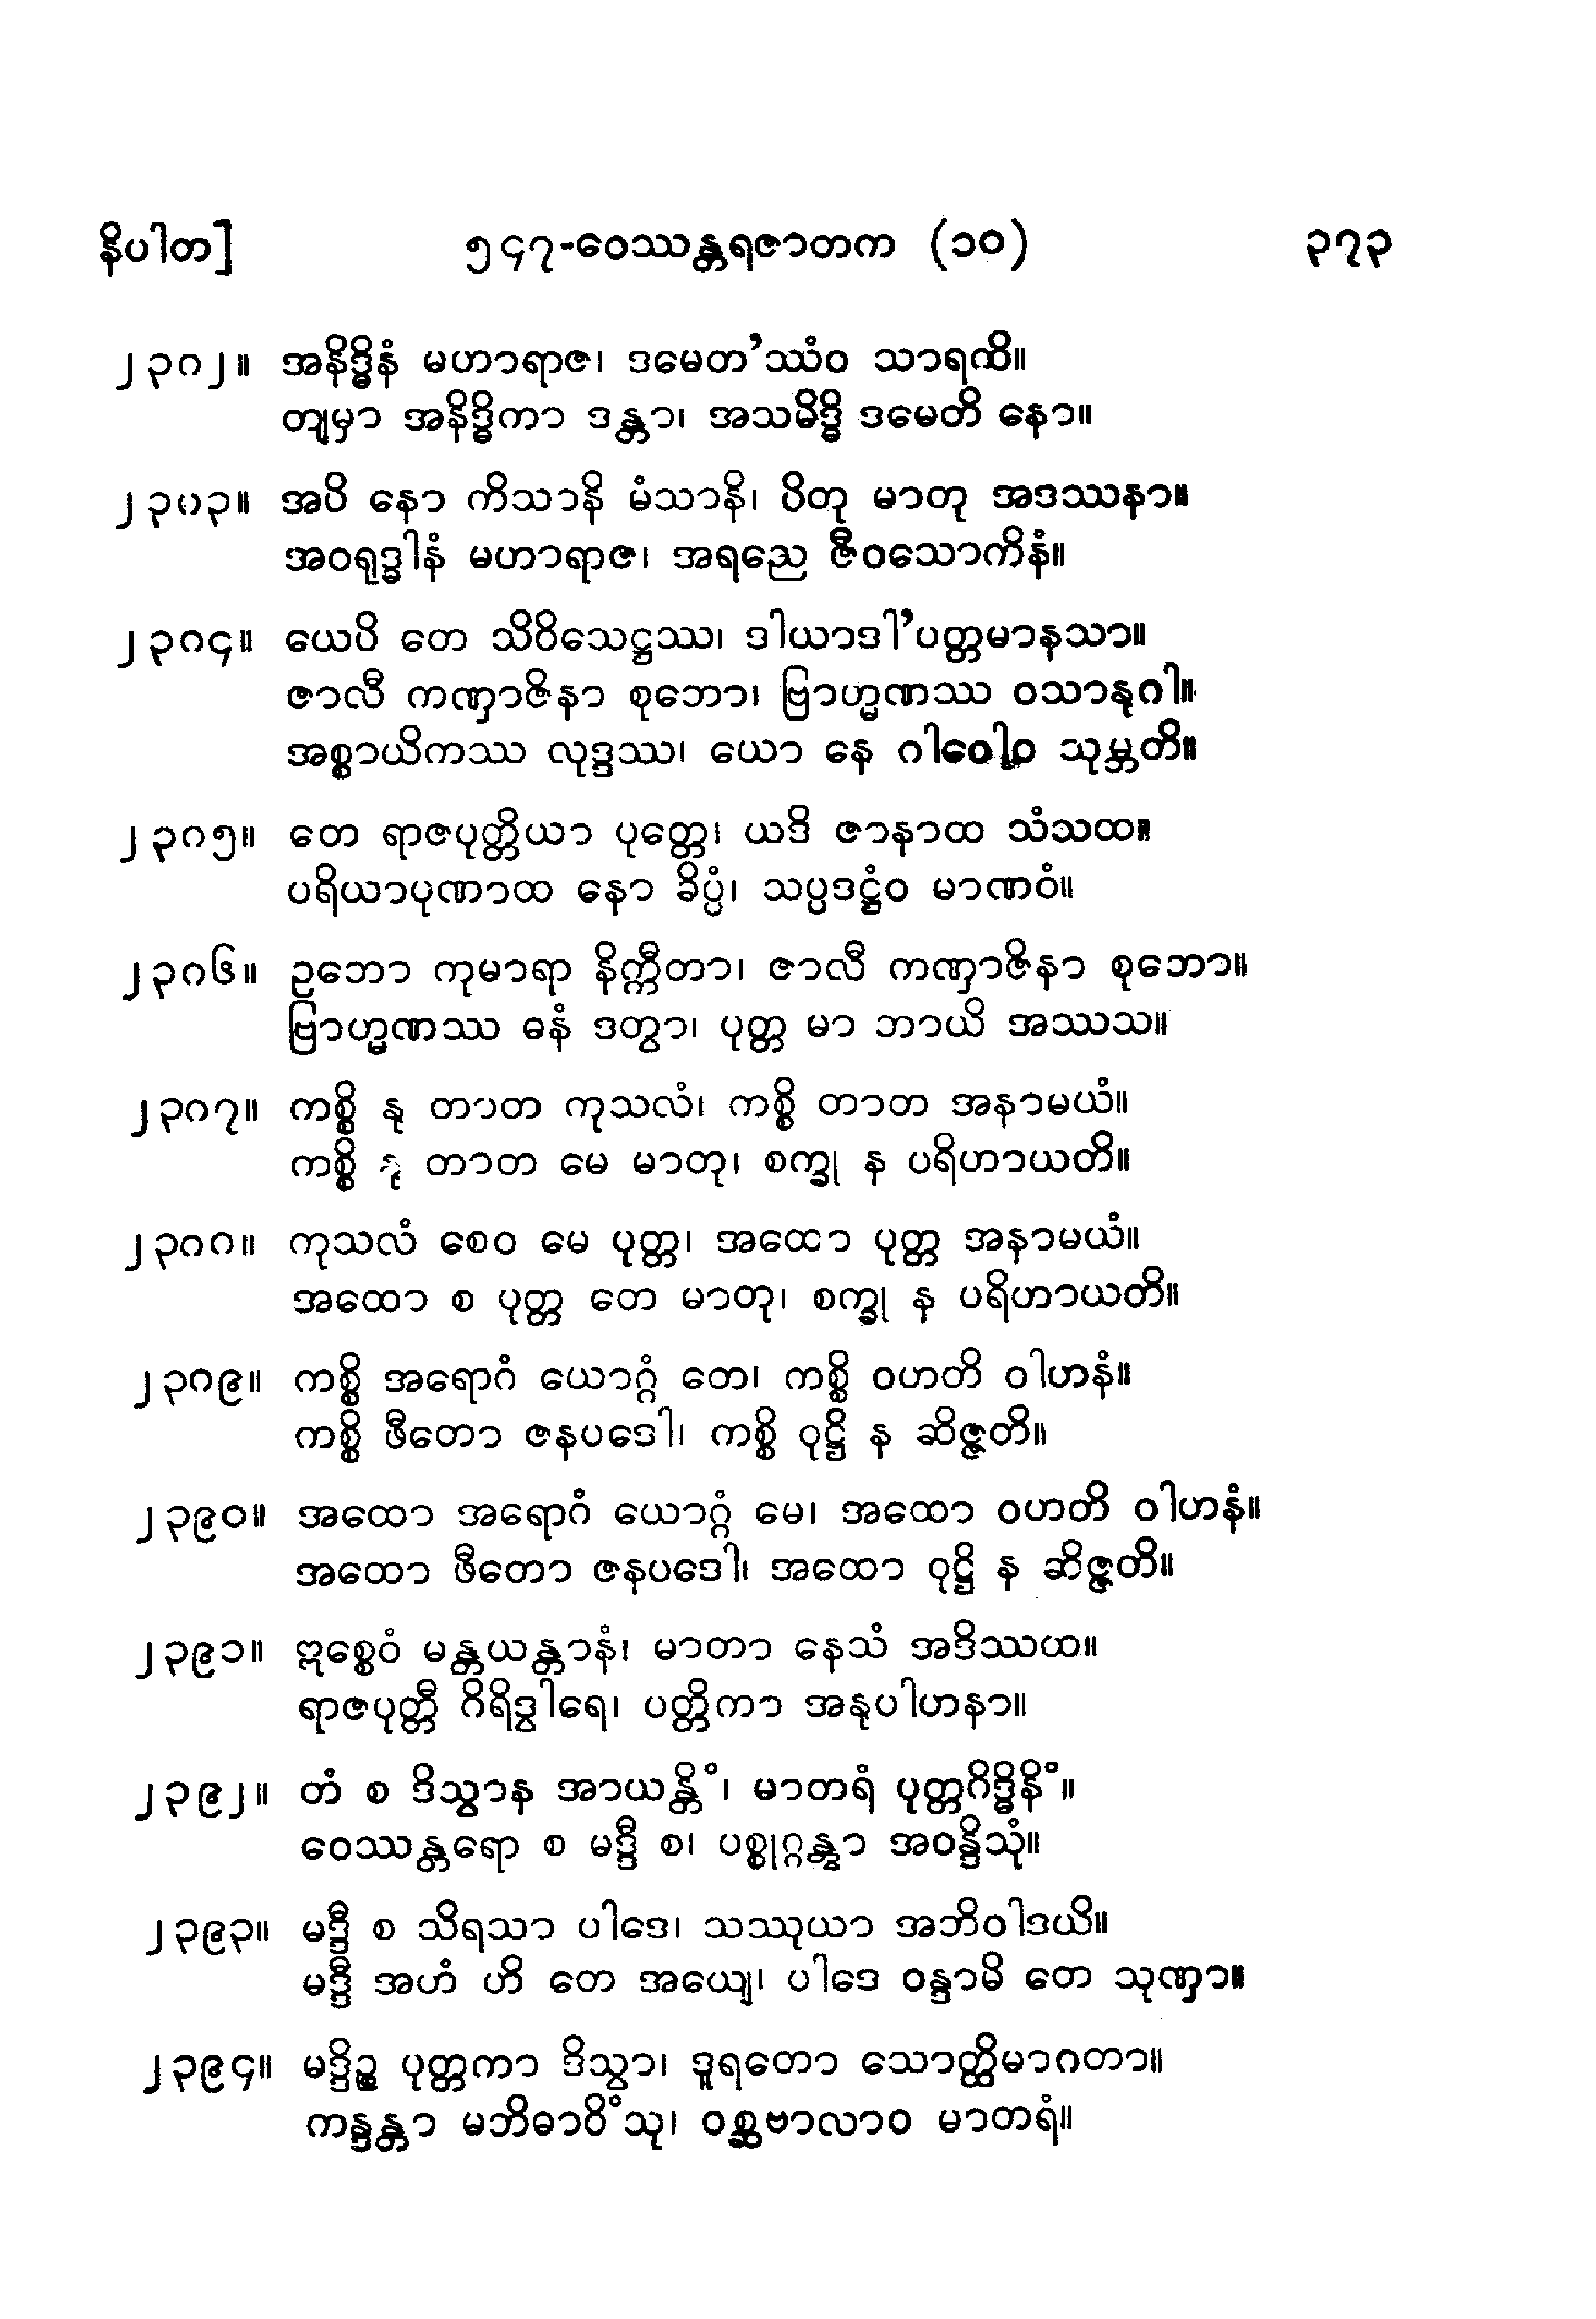 နိပါတ] ၅၄၇-ဝေဿန္တရဇာတက (၁၀) ၃၇၃
၂၃၈၂။ အနိဒ္ဓိနံ မဟာရာဇ၊ ဒမေတ’ဿံဝ သာရထိ။
တျမှာ အနိဒ္ဓိကာ ဒန္တာ၊ အသမိဒ္ဓိ ဒမေတိ နော။
၂၃၈၃။ အပိ နော ကိသာနိ မံသာနိ၊ ပိတု မာတု အဒဿနာ။
အဝရုဒ္ဓါနံ မဟာရာဇ၊ အရညေ ဇီဝသောကိနံ။
၂၃၈၄။ ယေပိ တေ သိဝိသေဋ္ဌဿ၊ ဒါယာဒါ’ပတ္တမာနသာ။
ဇာလီ ကဏှာဇိနာ စုဘော၊ ဗြာဟ္မဏဿ ဝသာနုဂါ။
အစ္စာယိကဿ လုဒ္ဒဿ၊ ယော နေ ဂါဝေါဝ သုမ္ဘတိ။
၂၃၈၅။ တေ ရာဇပုတ္တိယာ ပုတ္တေ၊ ယဒိ ဇာနာထ သံသထ။
ပရိယာပုဏာထ နော ခိပ္ပံ၊ သပ္ပဒဋ္ဌံဝ မာဏဝံ။
၂၃၈၆။ ဥဘော ကုမာရာ နိက္ကီတာ၊ ဇာလီ ကဏှာဇိနာ စုဘော။
ဗြာဟ္မဏဿ ဓနံ ဒတွာ၊ ပုတ္တ မာ ဘာယိ အဿသ။
၂၃၈၇။ ကစ္စိ နု တာတ ကုသလံ၊ ကစ္စိ တာတ အနာမယံ။
ကစ္စိ နု တာတ မေ မာတု၊ စက္ခု န ပရိဟာယတိ။
၂၃၈၈။ ကုသလံ စေဝ မေ ပုတ္တ၊ အထော ပုတ္တ အနာမယံ။
အထော စ ပုတ္တ တေ မာတု၊ စက္ခု န ပရိဟာယတိ။
၂၃၈၉။ ကစ္စိ အရောဂံ ယောဂ္ဂံ တေ၊ ကစ္စိ ဝဟတိ ဝါဟနံ။
ကစ္စိ ဖီတော ဇနပဒေါ၊ ကစ္စိ ဝုဋ္ဌိ န ဆိဇ္ဇတိ။
၂၃၉၀။ အထော အရောဂံ ယောဂ္ဂံ မေ၊ အထော ဝဟတိ ဝါဟနံ။
အထော ဖီတော ဇနပဒေါ၊ အထော ဝုဋ္ဌိ န ဆိဇ္ဇတိ။
၂၃၉၁။ ဣစ္စေဝံ မန္တယန္တာနံ၊ မာတာ နေသံ အဒိဿထ။
ရာဇပုတ္တီ ဂိရိဒွါရေ၊ ပတ္တိကာ အနုပါဟနာ။
၂၃၉၂။ တံ စ ဒိသွာန အာယန္တိံ၊ မာတရံ ပုတ္တဂိဒ္ဓိနိံ။
ဝေဿန္တရော စ မဒ္ဒီ စ၊ ပစ္စုဂ္ဂန္တွာ အဝန္ဒိသုံ။
၂၃၉၃။ မဒ္ဒီ စ သိရသာ ပါဒေ၊ သဿုယာ အဘိဝါဒယိ။
မဒ္ဒီ အဟံ ဟိ တေ အယျေ၊ ပါဒေ ဝန္ဒာမိ တေ သုဏှာ။
၂၃၉၄။ မဒ္ဒိဉ္စ ပုတ္တကာ ဒိသွာ၊ ဒူရတော သောတ္ထိမာဂတာ။
ကန္ဒန္တာ မဘိဓာဝိံသု၊ ဝစ္ဆဗာလာဝ မာတရံ။